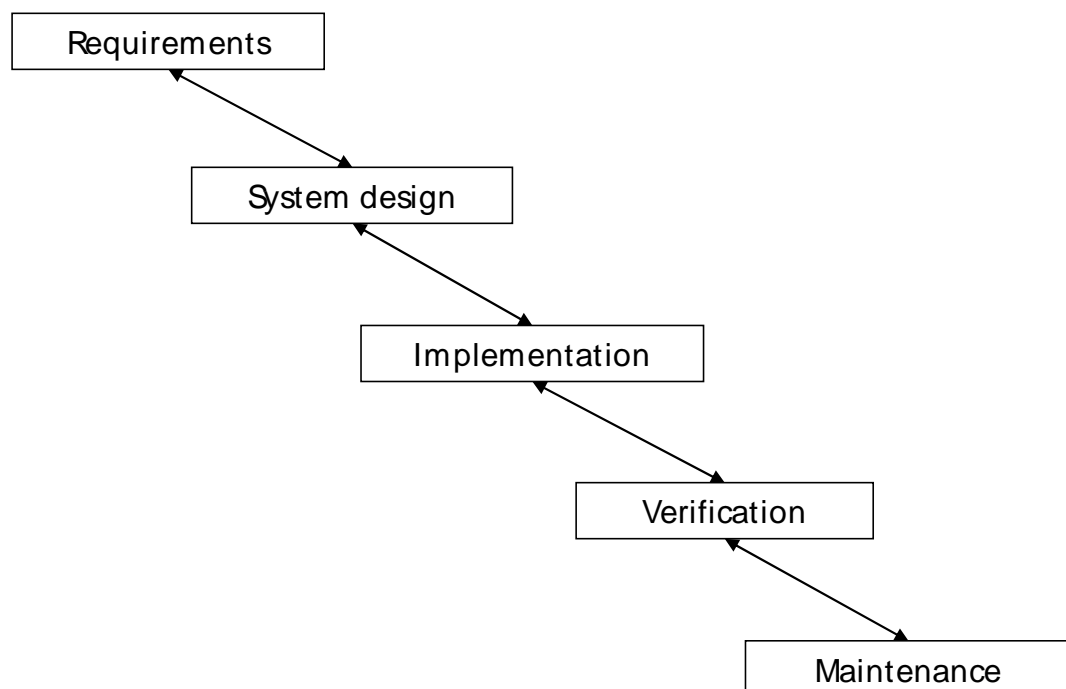 Requirements
System design
Implementation
Verification
Maintenance